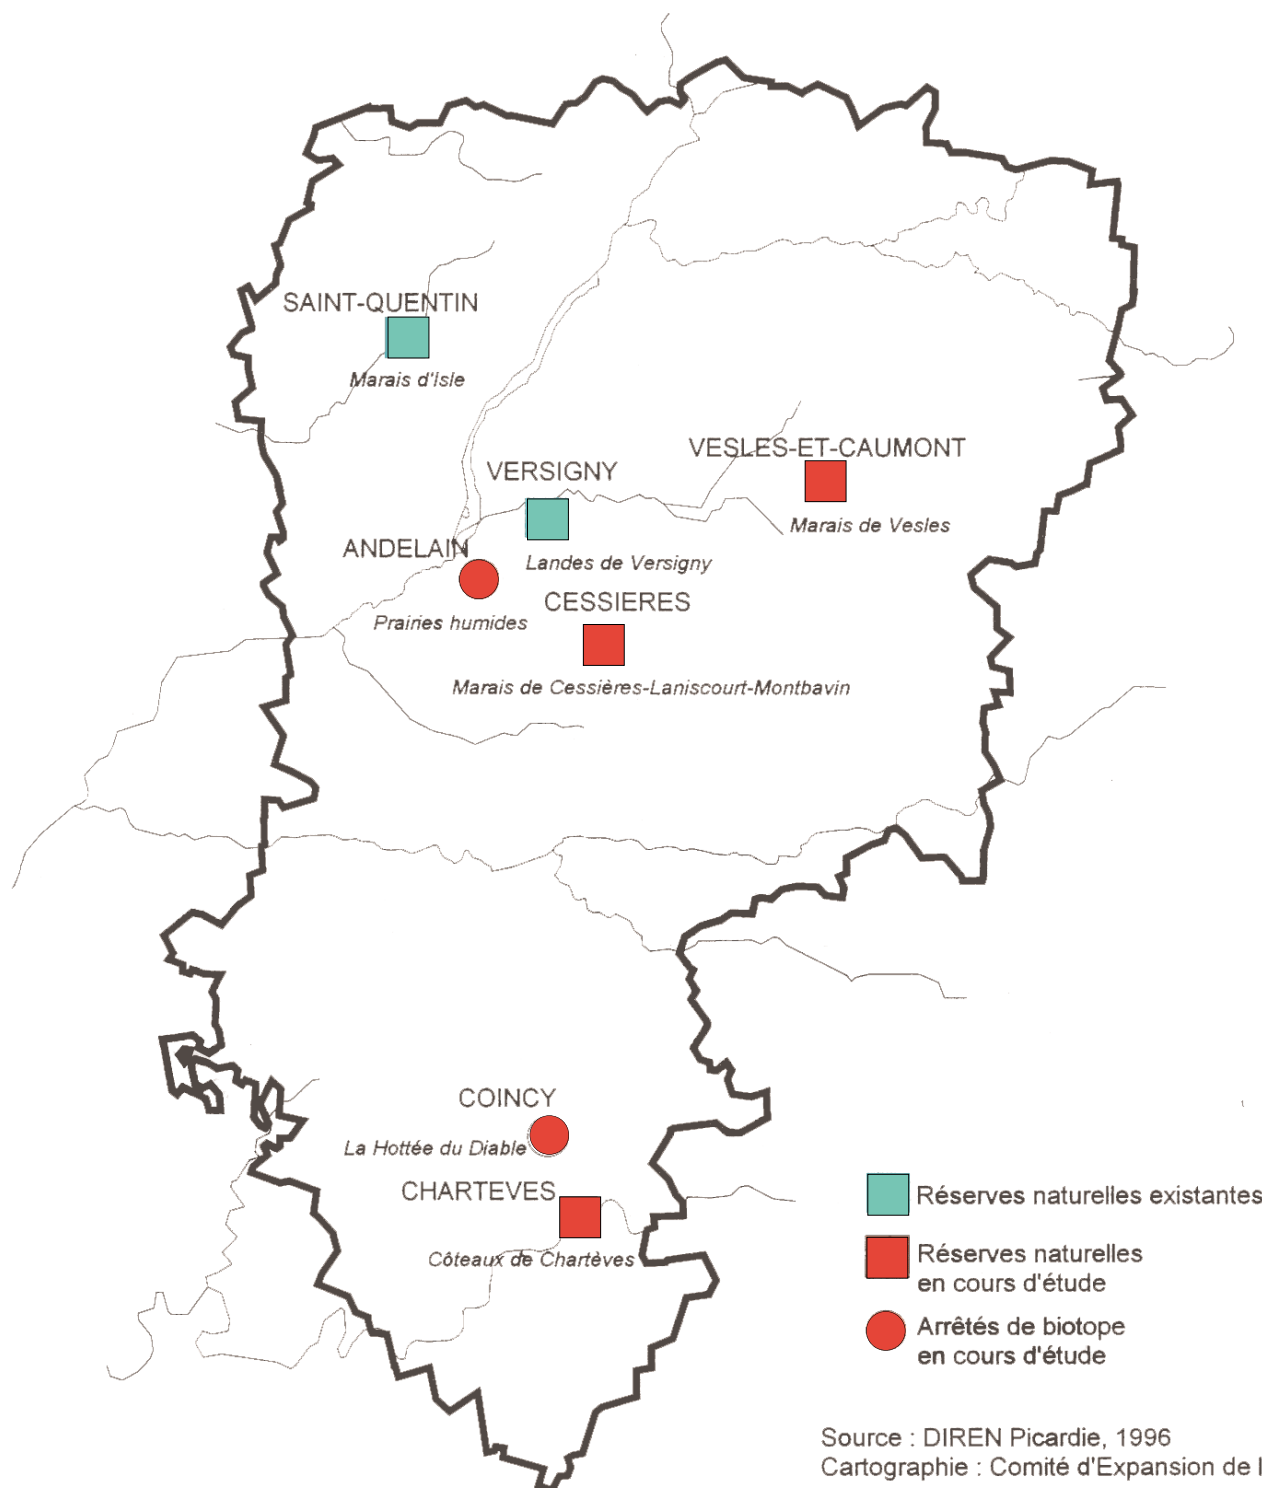 SAINT-QUENTIN
Marais d'Isle
VESLES-ET-CAUMONT
Marais de Vesles
VERSIGNY
Landes de Versigny
ANDELAIN
Prairies humides
CESSIERES
Marais de Cessières-Laniscourt-Montbavin
COINCY
La Hottée du Diable
CHARTEVES
Côteaux de Chartèves
Réserves naturelles existantes
Réserves naturelles
en cours d'étude
Arrêtés de biotope
en cours d'étude
Source : DIREN Picardie, 1996
Cartographie : Comité d'Expansion de l